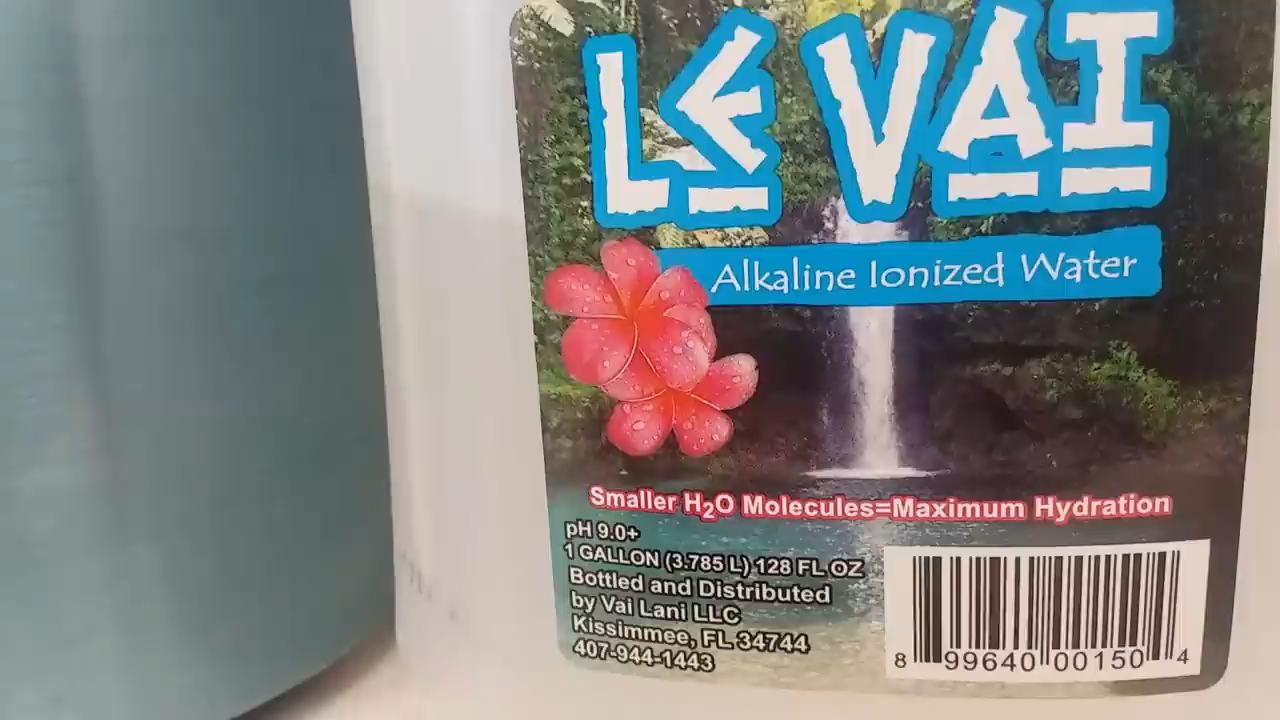 LE VAI
Alkaline Ionized Water
Smaller H₂O Molecules=Maximum Hydration
pH 9.0+
1 GALLON (3.785 L) 128 FL OZ
Bottled and Distributed
by Vai Lani LLC
Kissimmee, FL 34744
407-944-1443
8 99640 00150 4